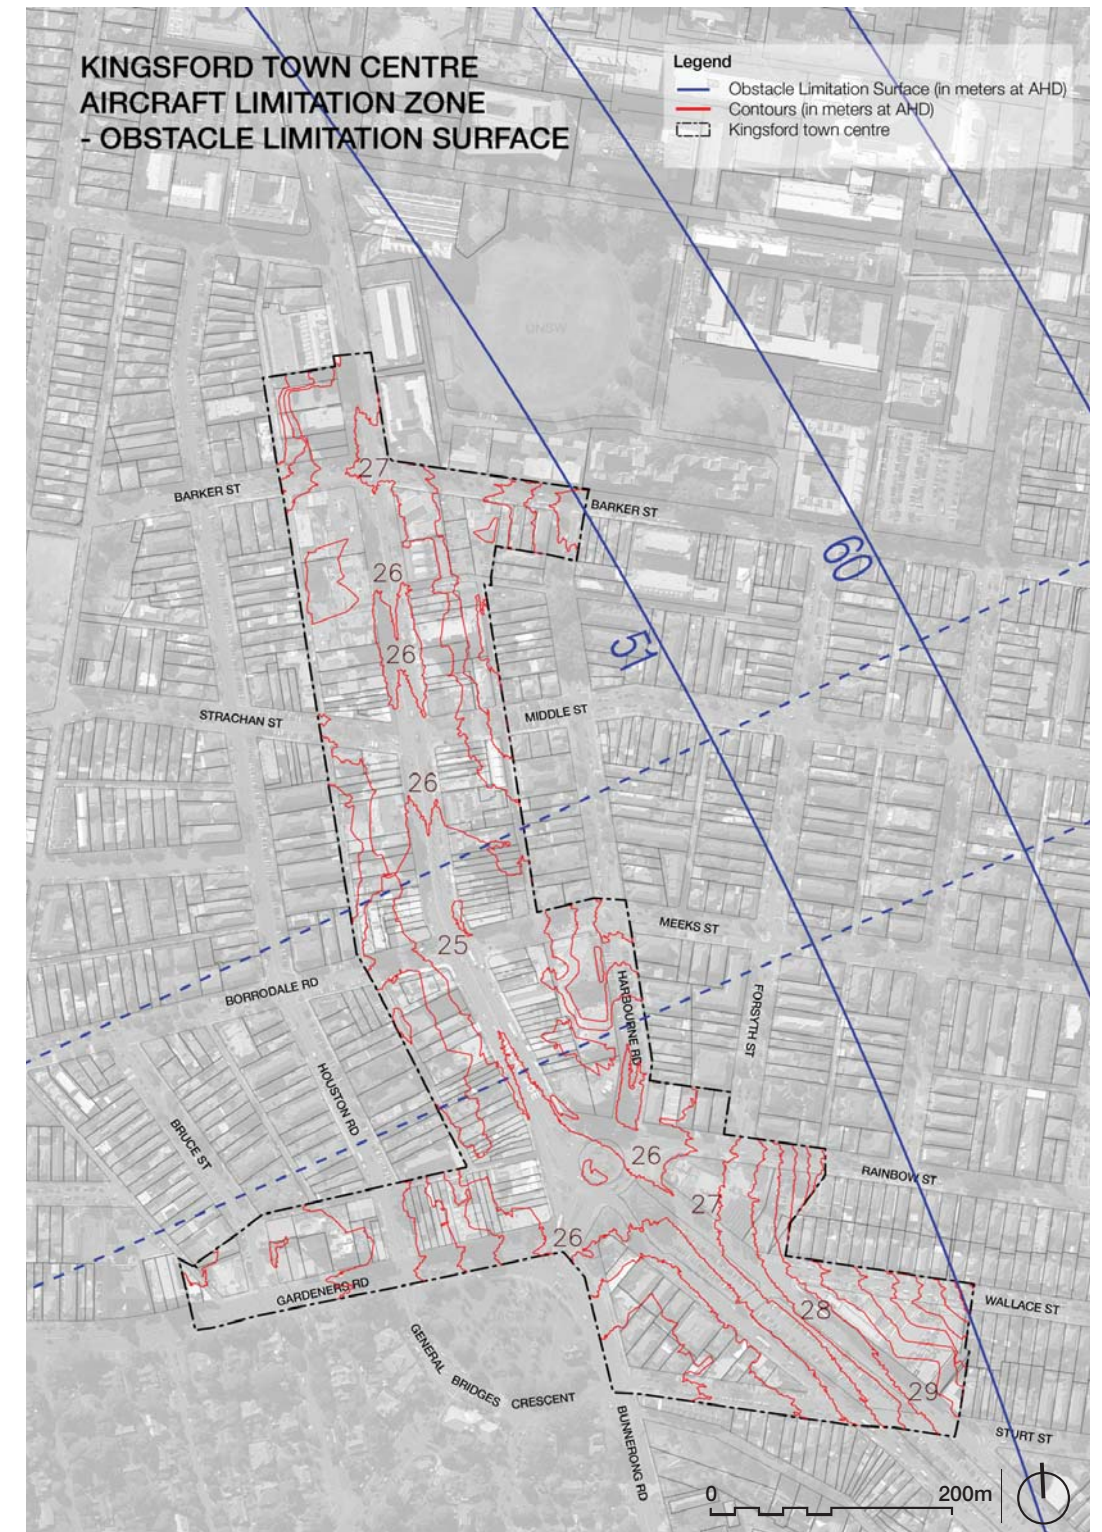 KINGSFORD TOWN CENTRE
AIRCRAFT LIMITATION ZONE
- OBSTACLE LIMITATION SURFACE
Legend
Obstacle Limitation Surface (in meters at AHD)
Contours (in meters at AHD)
Kingsford town centre
UNSW
27
BARKER ST
BARKER ST
60
26
51
26
STRACHAN ST
MIDDLE ST
26
MEEKS ST
25
HARBOURNE RD
BORRODALE RD
FORSYTH ST
HOUSTON RD
BRUCE ST
26
RAINBOW ST
27
26
GARDENERS RD
WALLACE ST
28
GENERAL BRIDGES CRESCENT
29
BUNNERONG RD
STURT ST
0 200m